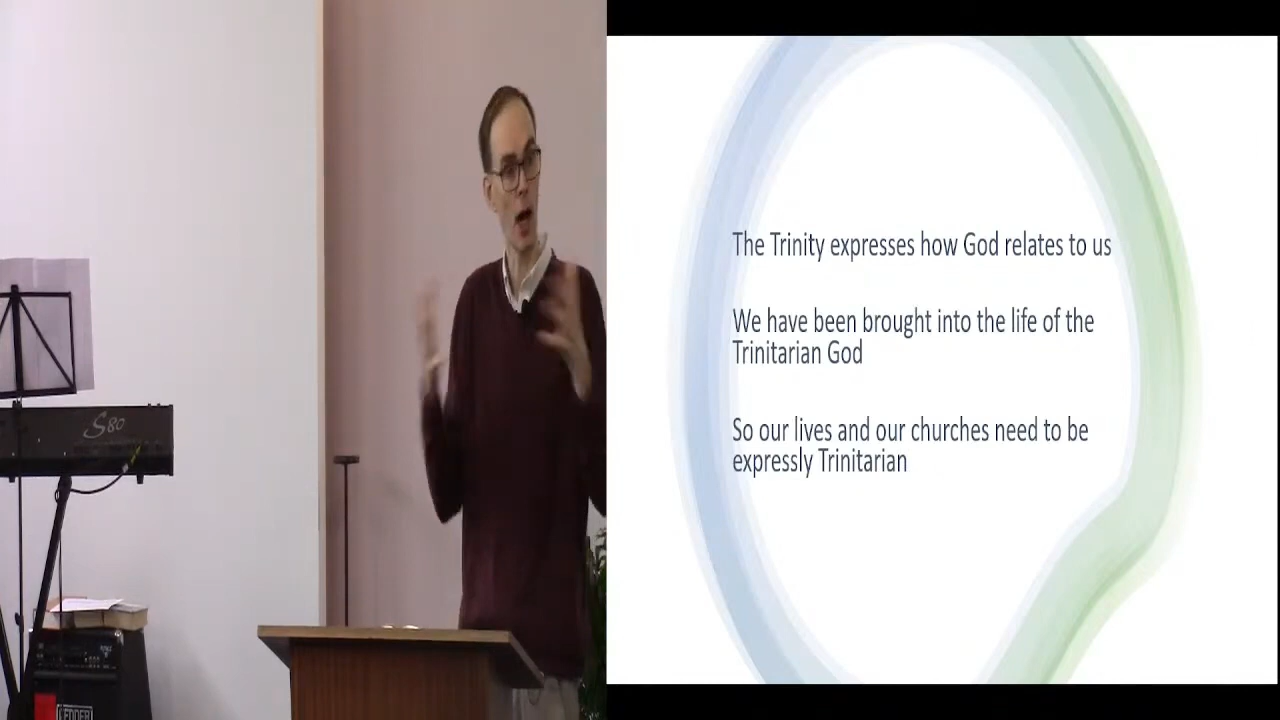 S80
FENDER
The Trinity expresses how God relates to us
We have been brought into the life of the
Trinitarian God
So our lives and our churches need to be
expressly Trinitarian